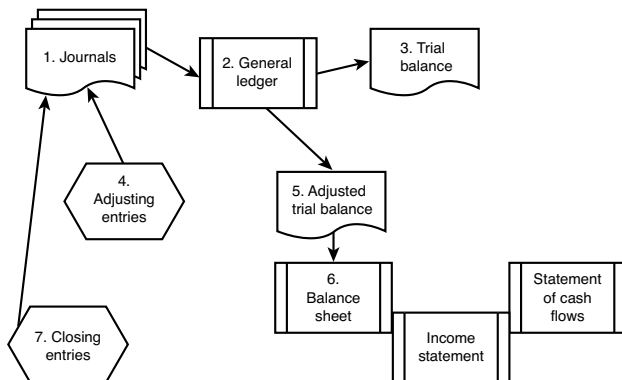 1. Journals
2. General
ledger
3. Trial
balance
4.
Adjusting
entries
5. Adjusted
trial balance
6.
Balance
sheet
Statement
of cash
flows
Income
statement
7. Closing
entries